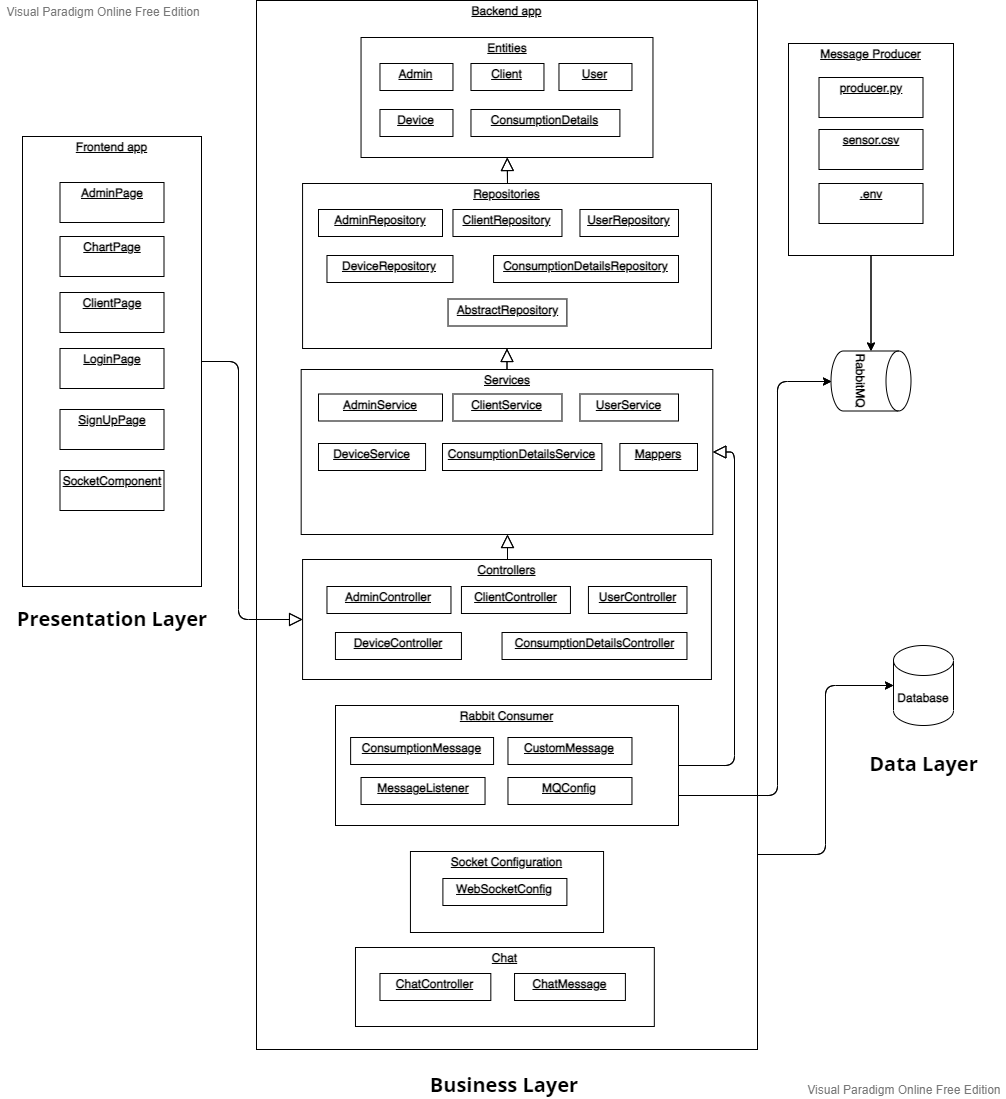 Visual Paradigm Online Free Edition
Backend app
Entities
Admin
Client
User
Device
ConsumptionDetails
Repositories
AdminRepository
ClientRepository
UserRepository
DeviceRepository
ConsumptionDetailsRepository
AbstractRepository
Services
AdminService
ClientService
UserService
DeviceService
ConsumptionDetailsService
Mappers
Controllers
AdminController
ClientController
UserController
DeviceController
ConsumptionDetailsController
Rabbit Consumer
ConsumptionMessage
CustomMessage
MessageListener
MQConfig
Socket Configuration
WebSocketConfig
Chat
ChatController
ChatMessage
Business Layer
Frontend app
AdminPage
ChartPage
ClientPage
LoginPage
SignUpPage
SocketComponent
Presentation Layer
Message Producer
producer.py
sensor.csv
.env
RabbitMQ
Database
Data Layer
Visual Paradigm Online Free Edition